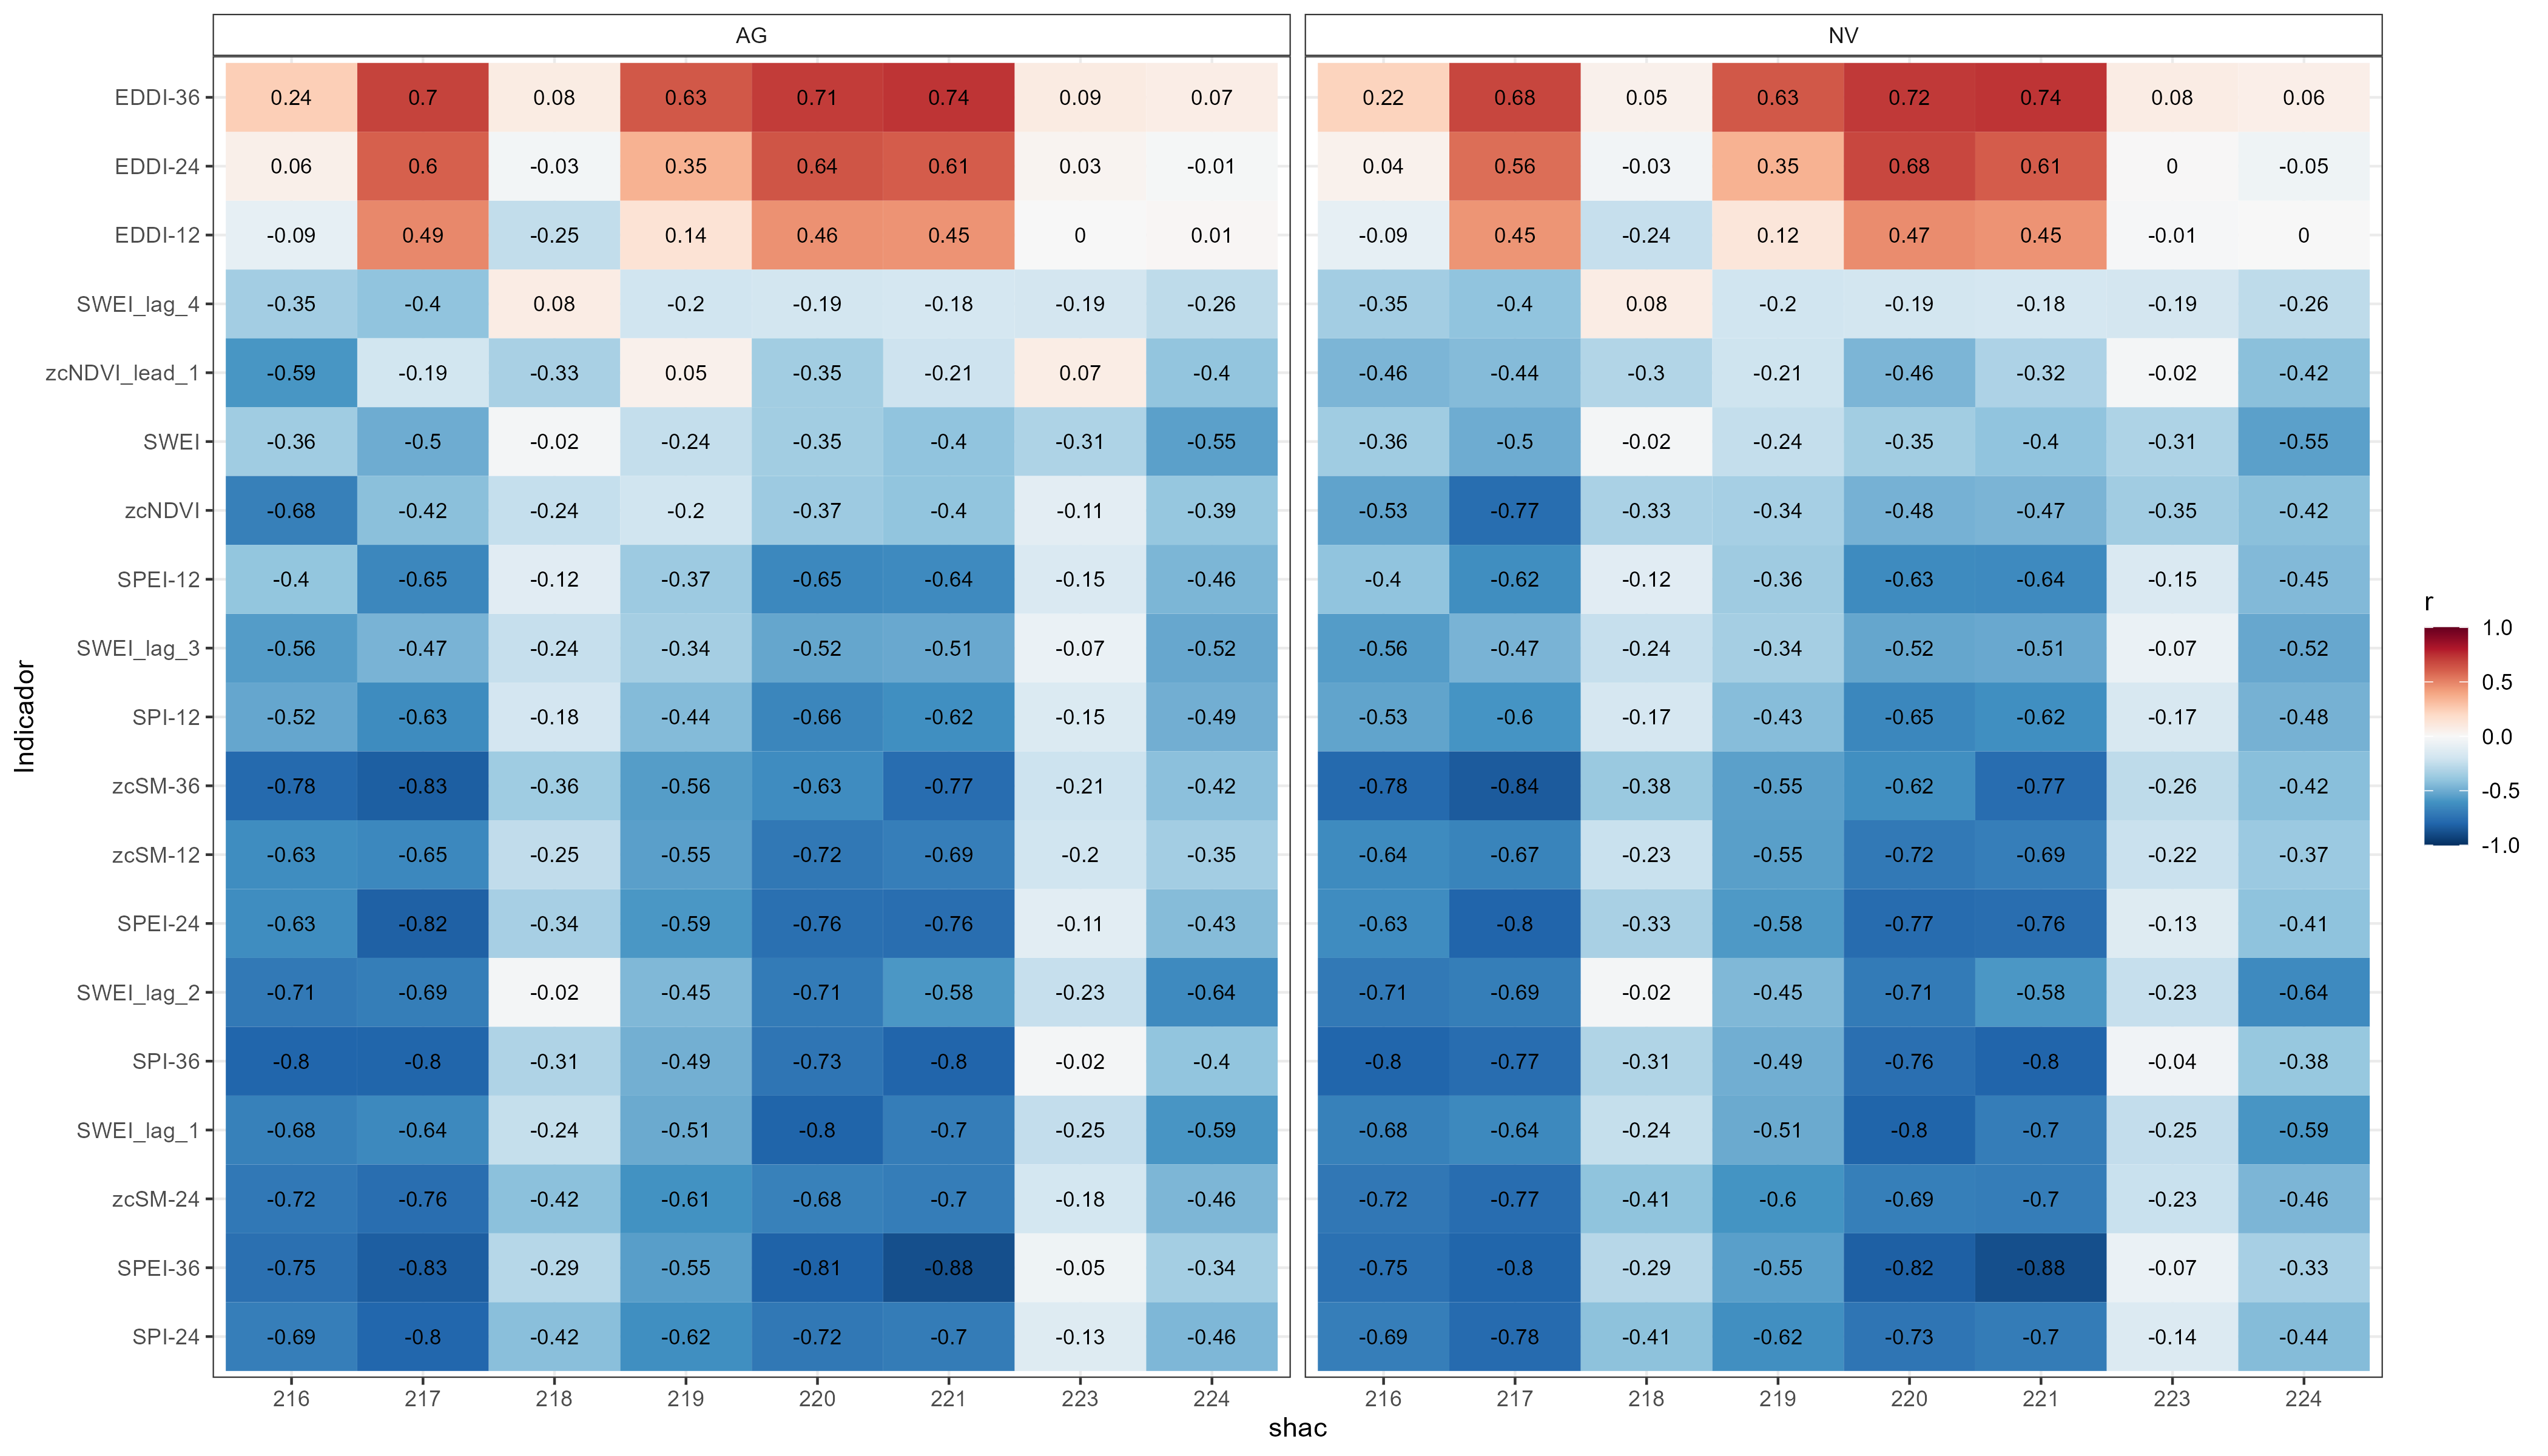 AG NV
EDDI-36 0.24 0.7 0.08 0.63 0.71 0.74 0.09 0.07 0.22 0.68 0.05 0.63 0.72 0.74 0.08 0.06
EDDI-24 0.06 0.6 -0.03 0.35 0.64 0.61 0.03 -0.01 0.04 0.56 -0.03 0.35 0.68 0.61 0 -0.05
EDDI-12 -0.09 0.49 -0.25 0.14 0.46 0.45 0 0.01 -0.09 0.45 -0.24 0.12 0.47 0.45 -0.01 0
SWEI_lag_4 -0.35 -0.4 0.08 -0.2 -0.19 -0.18 -0.19 -0.26 -0.35 -0.4 0.08 -0.2 -0.19 -0.18 -0.19 -0.26
zcNDVI_lead_1 -0.59 -0.19 -0.33 0.05 -0.35 -0.21 0.07 -0.4 -0.46 -0.44 -0.3 -0.21 -0.46 -0.32 -0.02 -0.42
SWEI -0.36 -0.5 -0.02 -0.24 -0.35 -0.4 -0.31 -0.55 -0.36 -0.5 -0.02 -0.24 -0.35 -0.4 -0.31 -0.55
zcNDVI -0.68 -0.42 -0.24 -0.2 -0.37 -0.4 -0.11 -0.39 -0.53 -0.77 -0.33 -0.34 -0.48 -0.47 -0.35 -0.42
SPEI-12 -0.4 -0.65 -0.12 -0.37 -0.65 -0.64 -0.15 -0.46 -0.4 -0.62 -0.12 -0.36 -0.63 -0.64 -0.15 -0.45
SWEI_lag_3 -0.56 -0.47 -0.24 -0.34 -0.52 -0.51 -0.07 -0.52 -0.56 -0.47 -0.24 -0.34 -0.52 -0.51 -0.07 -0.52
SPI-12 -0.52 -0.63 -0.18 -0.44 -0.66 -0.62 -0.15 -0.49 -0.53 -0.6 -0.17 -0.43 -0.65 -0.62 -0.17 -0.48
zcSM-36 -0.78 -0.83 -0.36 -0.56 -0.63 -0.77 -0.21 -0.42 -0.78 -0.84 -0.38 -0.55 -0.62 -0.77 -0.26 -0.42
zcSM-12 -0.63 -0.65 -0.25 -0.55 -0.72 -0.69 -0.2 -0.35 -0.64 -0.67 -0.23 -0.55 -0.72 -0.69 -0.22 -0.37
SPEI-24 -0.63 -0.82 -0.34 -0.59 -0.76 -0.76 -0.11 -0.43 -0.63 -0.8 -0.33 -0.58 -0.77 -0.76 -0.13 -0.41
SWEI_lag_2 -0.71 -0.69 -0.02 -0.45 -0.71 -0.58 -0.23 -0.64 -0.71 -0.69 -0.02 -0.45 -0.71 -0.58 -0.23 -0.64
SPI-36 -0.8 -0.8 -0.31 -0.49 -0.73 -0.8 -0.02 -0.4 -0.8 -0.77 -0.31 -0.49 -0.76 -0.8 -0.04 -0.38
SWEI_lag_1 -0.68 -0.64 -0.24 -0.51 -0.8 -0.7 -0.25 -0.59 -0.68 -0.64 -0.24 -0.51 -0.8 -0.7 -0.25 -0.59
zcSM-24 -0.72 -0.76 -0.42 -0.61 -0.68 -0.7 -0.18 -0.46 -0.72 -0.77 -0.41 -0.6 -0.69 -0.7 -0.23 -0.46
SPEI-36 -0.75 -0.83 -0.29 -0.55 -0.81 -0.88 -0.05 -0.34 -0.75 -0.8 -0.29 -0.55 -0.82 -0.88 -0.07 -0.33
SPI-24 -0.69 -0.8 -0.42 -0.62 -0.72 -0.7 -0.13 -0.46 -0.69 -0.78 -0.41 -0.62 -0.73 -0.7 -0.14 -0.44
216 217 218 219 220 221 223 224 216 217 218 219 220 221 223 224
shac
Indicador
r
1.0
0.5
0.0
-0.5
-1.0